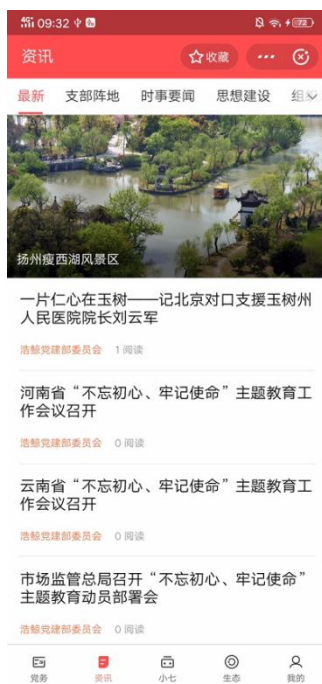 09:32
72
资讯
收藏
最新 支部阵地 时事要闻 思想建设 组
扬州瘦西湖风景区
一片仁心在玉树——记北京对口支援玉树州
人民医院院长刘云军
浩鲸党建部委员会 1 阅读
河南省“不忘初心、牢记使命”主题教育工
作会议召开
浩鲸党建部委员会 0 阅读
云南省“不忘初心、牢记使命”主题教育工
作会议召开
浩鲸党建部委员会 0 阅读
市场监管总局召开“不忘初心、牢记使命”
主题教育动员部署会
浩鲸党建部委员会 0 阅读
党务 资讯 小七 生态 我的